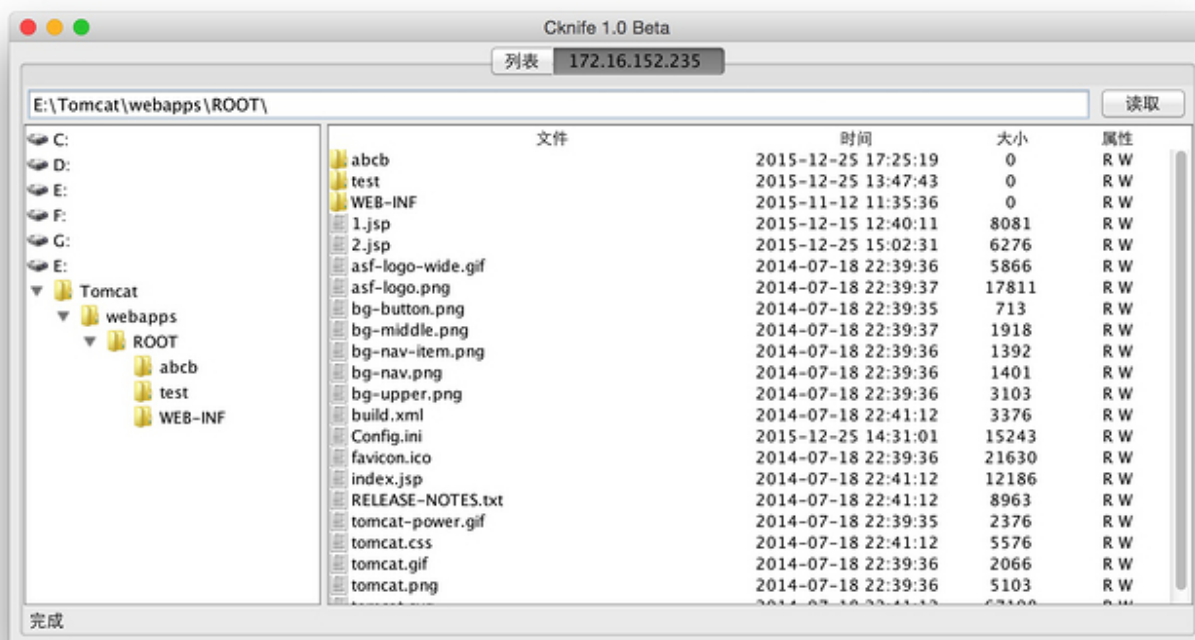 Cknife 1.0 Beta
列表 172.16.152.235
E:\Tomcat\webapps\ROOT\ 读取
C:
D:
E:
F:
G:
E:
Tomcat
webapps
ROOT
abcb
test
WEB-INF
文件 时间 大小 属性
abcb 2015-12-25 17:25:19 0 R W
test 2015-12-25 13:47:43 0 R W
WEB-INF 2015-11-12 11:35:36 0 R W
1.jsp 2015-12-15 12:40:11 8081 R W
2.jsp 2015-12-25 15:02:31 6276 R W
asf-logo-wide.gif 2014-07-18 22:39:36 5866 R W
asf-logo.png 2014-07-18 22:39:37 17811 R W
bg-button.png 2014-07-18 22:39:35 713 R W
bg-middle.png 2014-07-18 22:39:37 1918 R W
bg-nav-item.png 2014-07-18 22:39:36 1392 R W
bg-nav.png 2014-07-18 22:39:36 1401 R W
bg-upper.png 2014-07-18 22:39:36 3103 R W
build.xml 2014-07-18 22:41:12 3376 R W
Config.ini 2015-12-25 14:31:01 15243 R W
favicon.ico 2014-07-18 22:39:36 21630 R W
index.jsp 2014-07-18 22:41:12 12186 R W
RELEASE-NOTES.txt 2014-07-18 22:41:12 8963 R W
tomcat-power.gif 2014-07-18 22:39:35 2376 R W
tomcat.css 2014-07-18 22:41:12 5576 R W
tomcat.gif 2014-07-18 22:39:36 2066 R W
tomcat.png 2014-07-18 22:39:36 5103 R W
完成